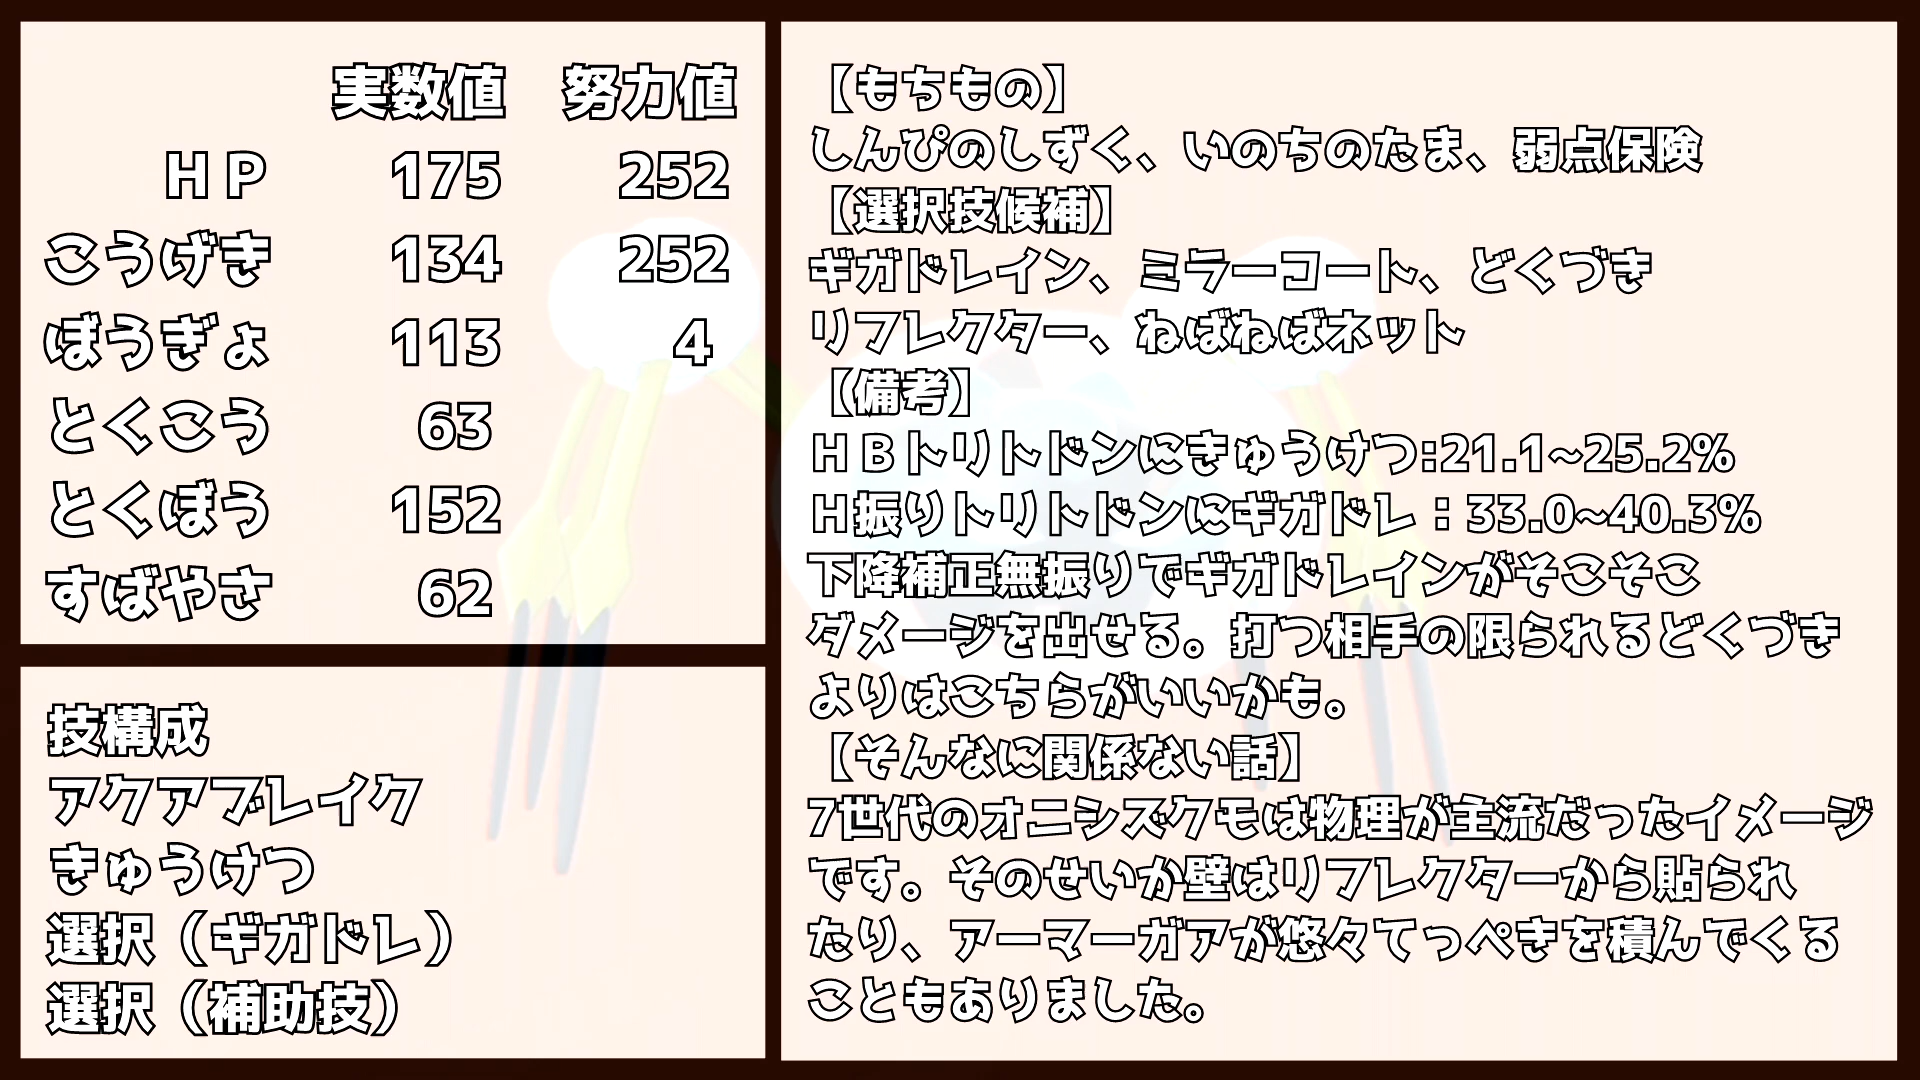 実数値 努力値
ＨＰ 175 252
こうげき 134 252
ぼうぎょ 113 4
とくこう 63
とくぼう 152
すばやさ 62
技構成
アクアブレイク
きゅうけつ
選択（ギガドレ）
選択（補助技）
【もちもの】
しんぴのしずく、いのちのたま、弱点保険
【選択技候補】
ギガドレイン、ミラーコート、どくづき
リフレクター、ねばねばネット
【備考】
ＨＢトリトドンにきゅうけつ:21.1~25.2%
Ｈ振りトリトドンにギガドレ：33.0~40.3%
下降補正無振りでギガドレインがそこそこ
ダメージを出せる。打つ相手の限られるどくづき
よりはこちらがいいかも。
【そんなに関係ない話】
7世代のオニシズクモは物理が主流だったイメージ
です。そのせいか壁はリフレクターから貼られ
たり、アーマーガアが悠々てっぺきを積んでくる
こともありました。